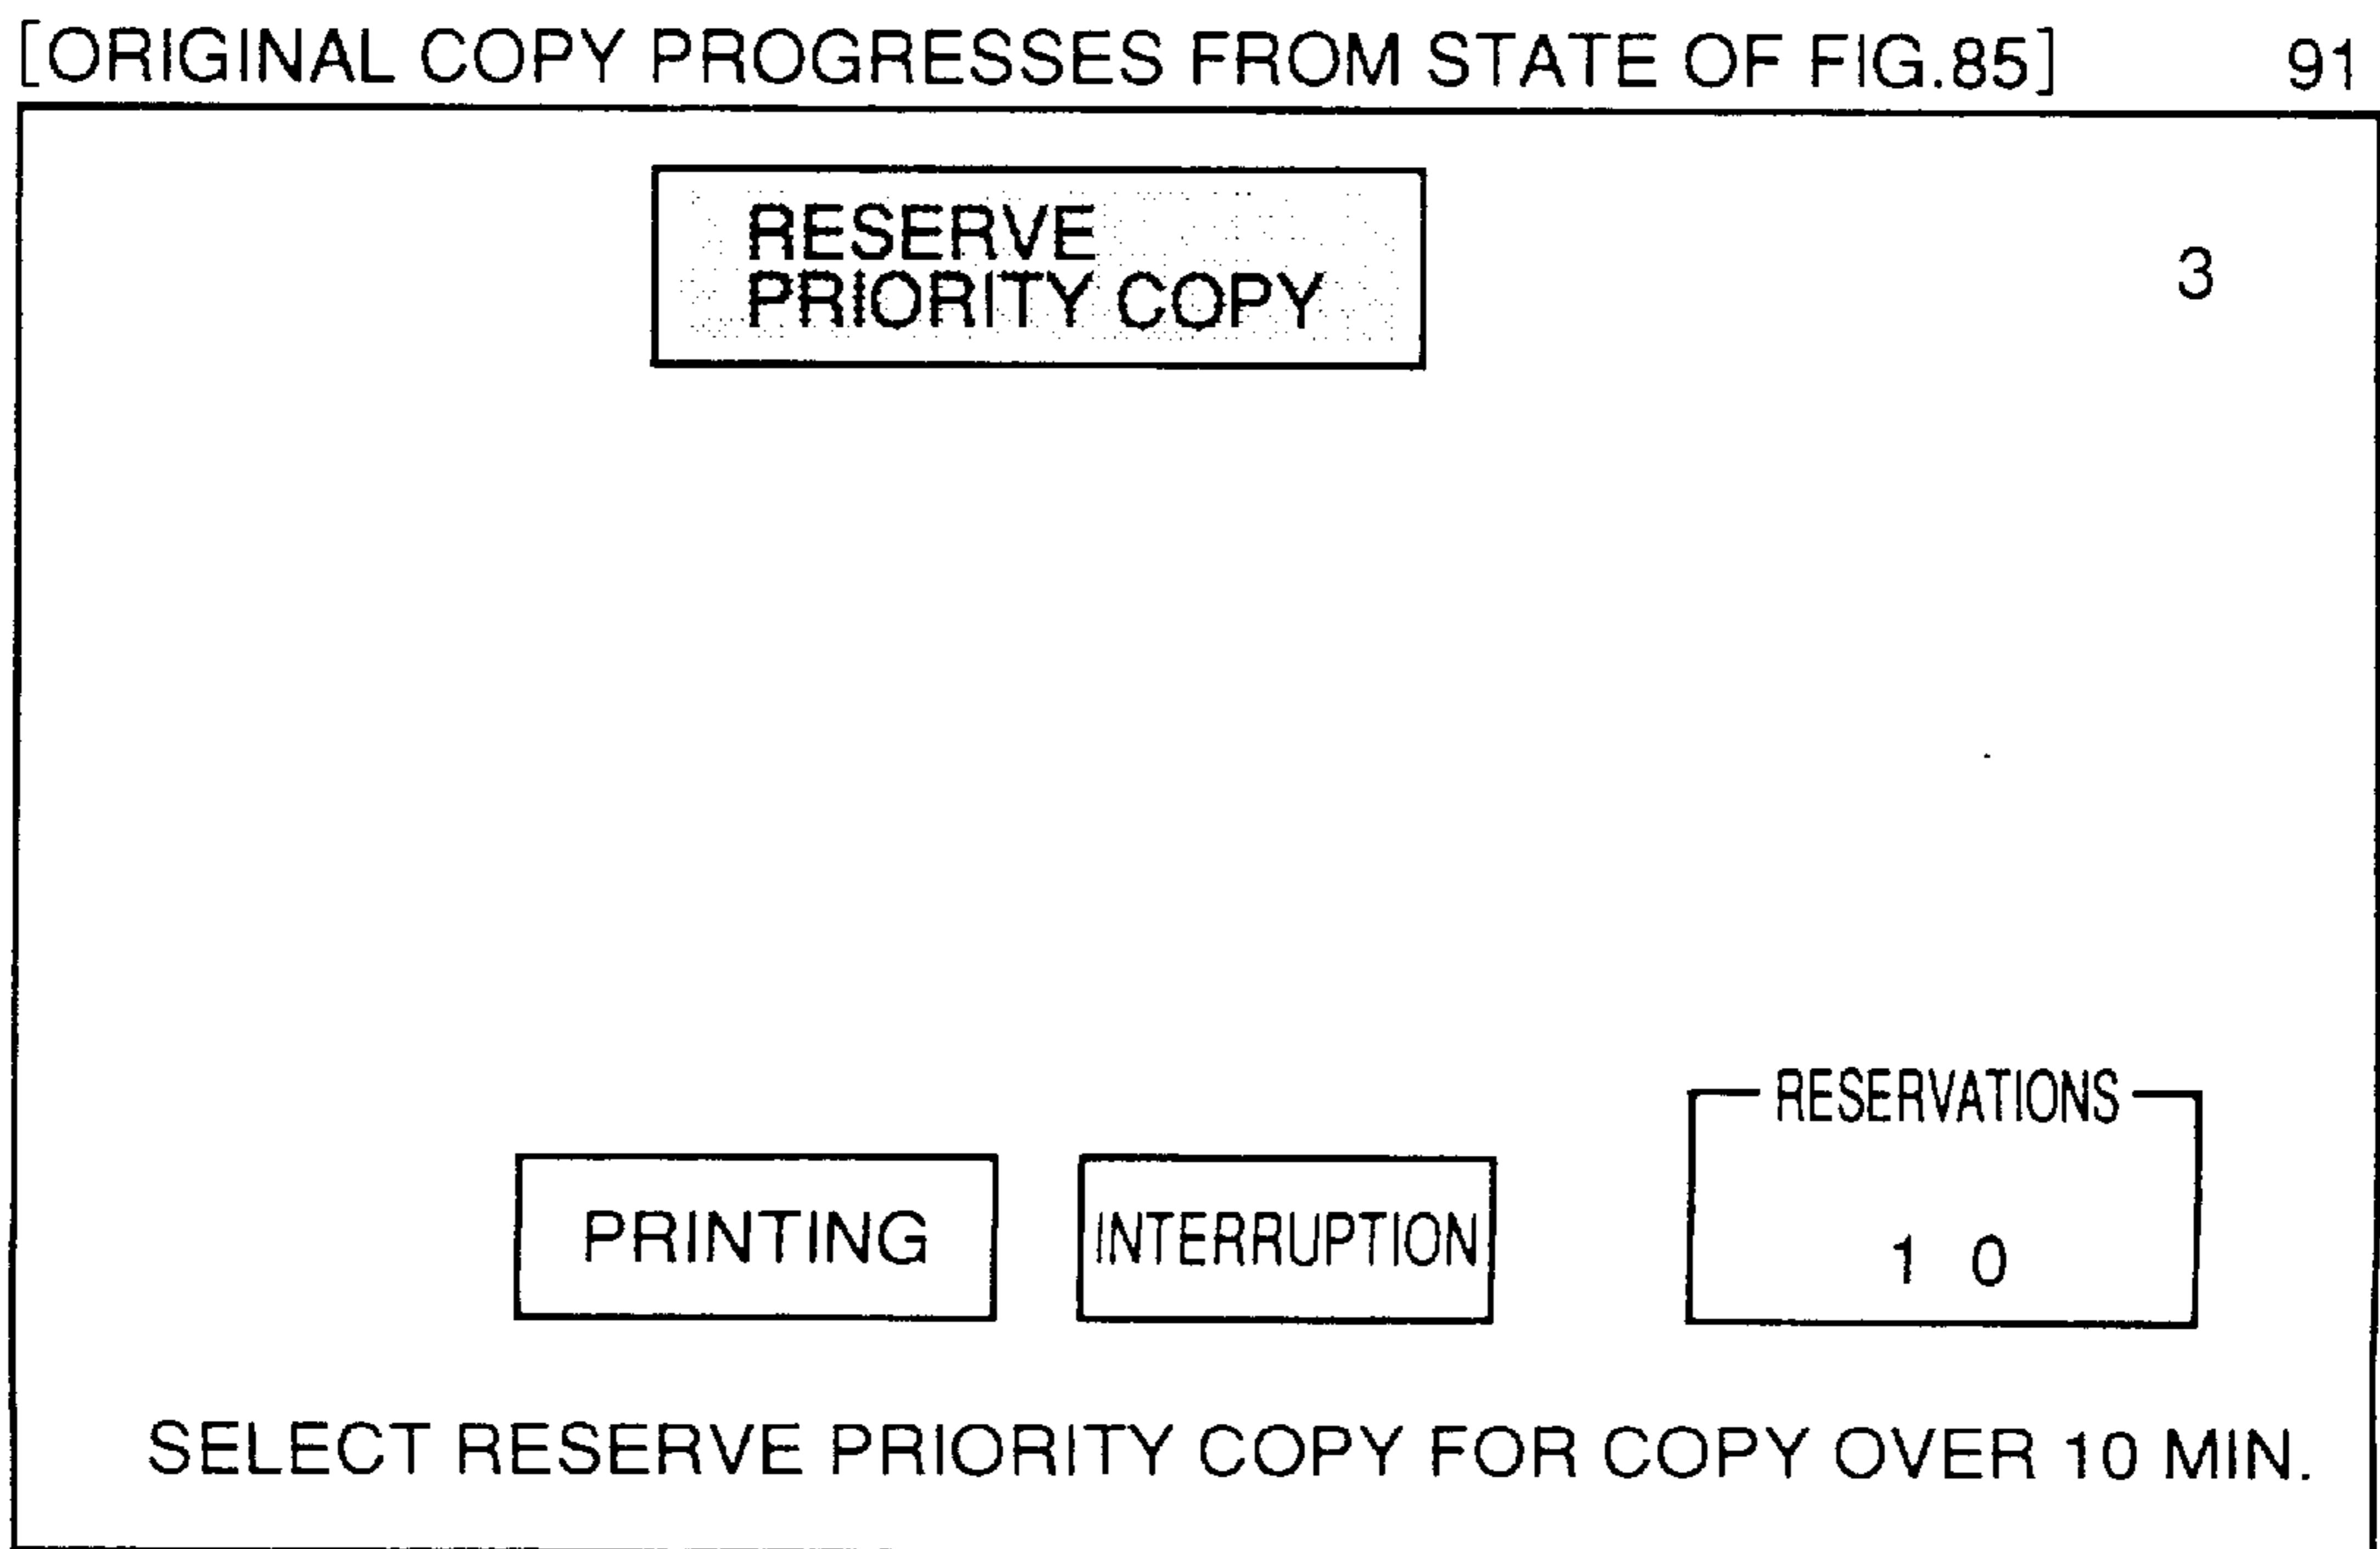 [ORIGINAL COPY PROGRESSES FROM STATE OF FIG.85] 91
RESERVE
PRIORITY COPY
3
RESERVATIONS
PRINTING
INTERRUPTION
1 0
SELECT RESERVE PRIORITY COPY FOR COPY OVER 10 MIN.